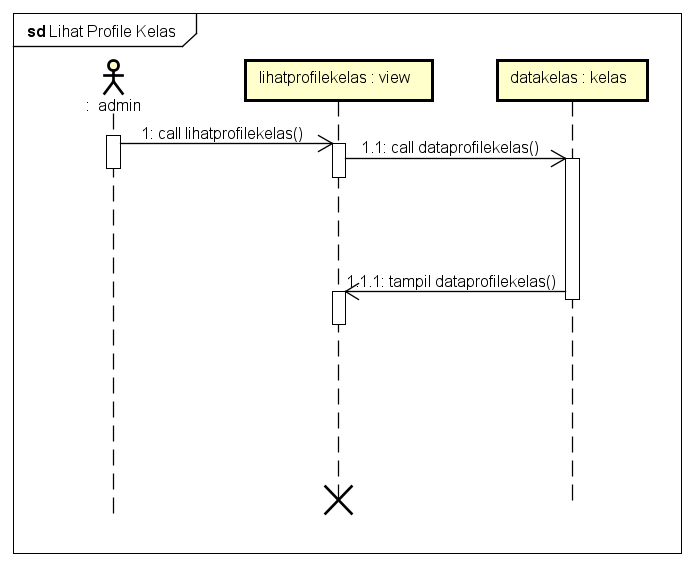 sd Lihat Profile Kelas
: admin
lihatprofilekelas : view
datakelas : kelas
1: call lihatprofilekelas()
1.1: call dataprofilekelas()
1.1.1: tampil dataprofilekelas()